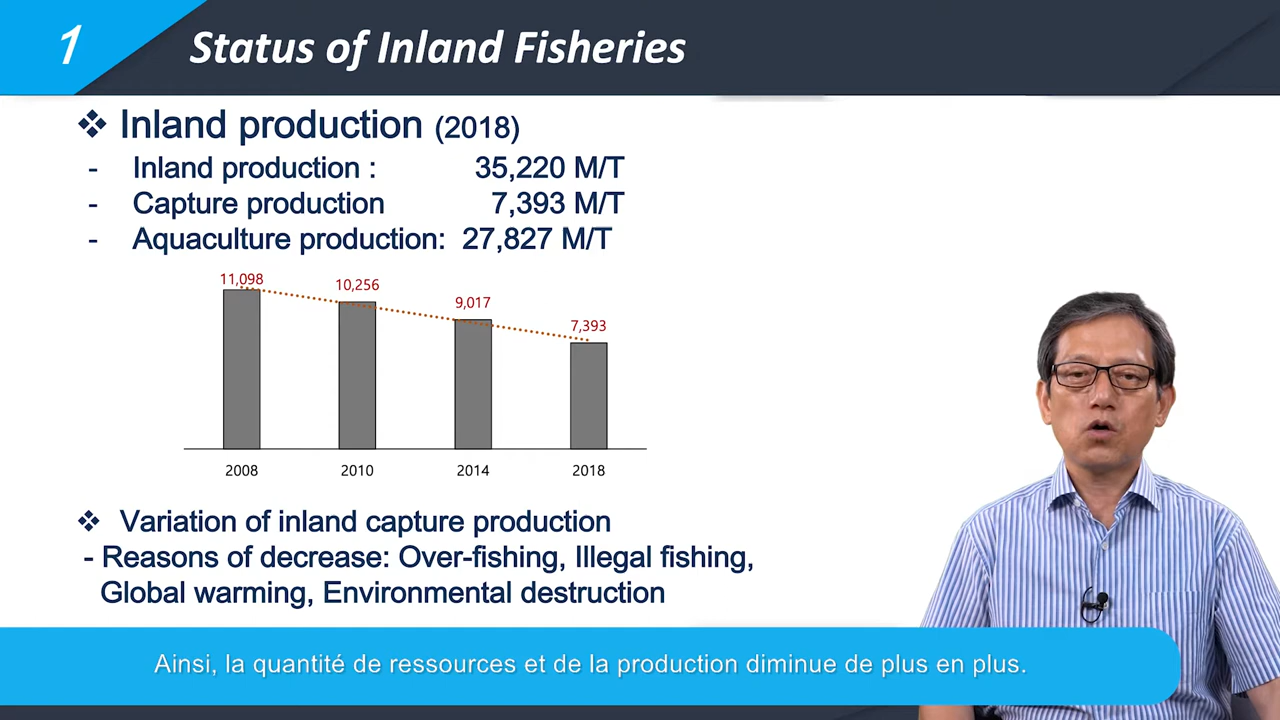 1
Status of Inland Fisheries
❖ Inland production (2018)
- Inland production : 35,220 M/T
- Capture production 7,393 M/T
- Aquaculture production: 27,827 M/T
11,098
10,256
9,017
7,393
2008 2010 2014 2018
❖ Variation of inland capture production
- Reasons of decrease: Over-fishing, Illegal fishing,
Global warming, Environmental destruction
Ainsi, la quantité de ressources et de la production diminue de plus en plus.